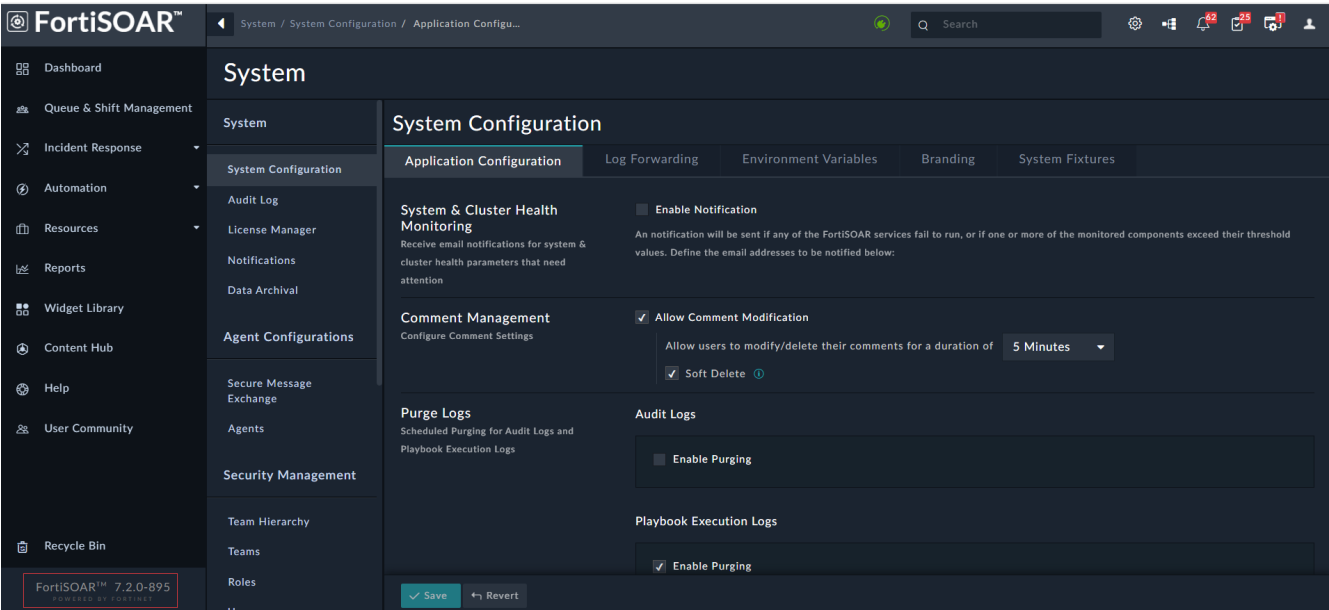 FortiSOAR™
System / System Configuration / Application Configu...
Search
62
25
!
Dashboard
Queue & Shift Management
Incident Response
Automation
Resources
Reports
Widget Library
Content Hub
Help
User Community
Recycle Bin
FortiSOAR™ 7.2.0-895
POWERED BY FORTINET
System
System
System Configuration
Audit Log
License Manager
Notifications
Data Archival
Agent Configurations
Secure Message
Exchange
Agents
Security Management
Team Hierarchy
Teams
Roles
System Configuration
Application Configuration
Log Forwarding
Environment Variables
Branding
System Fixtures
System & Cluster Health
Monitoring
Receive email notifications for system &
cluster health parameters that need
attention
Enable Notification
An notification will be sent if any of the FortiSOAR services fail to run, or if one or more of the monitored components exceed their threshold
values. Define the email addresses to be notified below:
Comment Management
Configure Comment Settings
Allow Comment Modification
Allow users to modify/delete their comments for a duration of 5 Minutes
Soft Delete
Purge Logs
Scheduled Purging for Audit Logs and
Playbook Execution Logs
Audit Logs
Enable Purging
Playbook Execution Logs
Enable Purging
Save
Revert